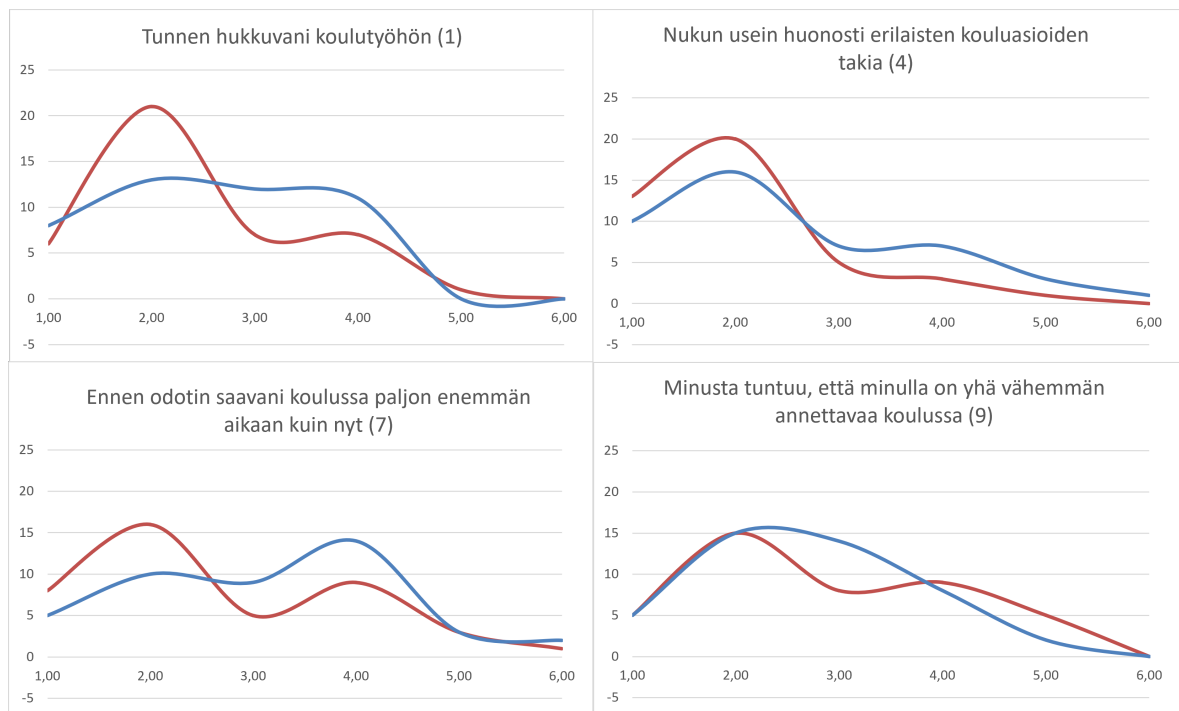 Tunnen hukkuvani koulutyöhön (1)
25
20
15
10
5
0
-5
1,00 2,00 3,00 4,00 5,00 6,00
Nukun usein huonosti erilaisten kouluasioiden
takia (4)
25
20
15
10
5
0
-5
1,00 2,00 3,00 4,00 5,00 6,00
Ennen odotin saavani koulussa paljon enemmän
aikaan kuin nyt (7)
25
20
15
10
5
0
-5
1,00 2,00 3,00 4,00 5,00 6,00
Minusta tuntuu, että minulla on yhä vähemmän
annettavaa koulussa (9)
25
20
15
10
5
0
-5
1,00 2,00 3,00 4,00 5,00 6,00